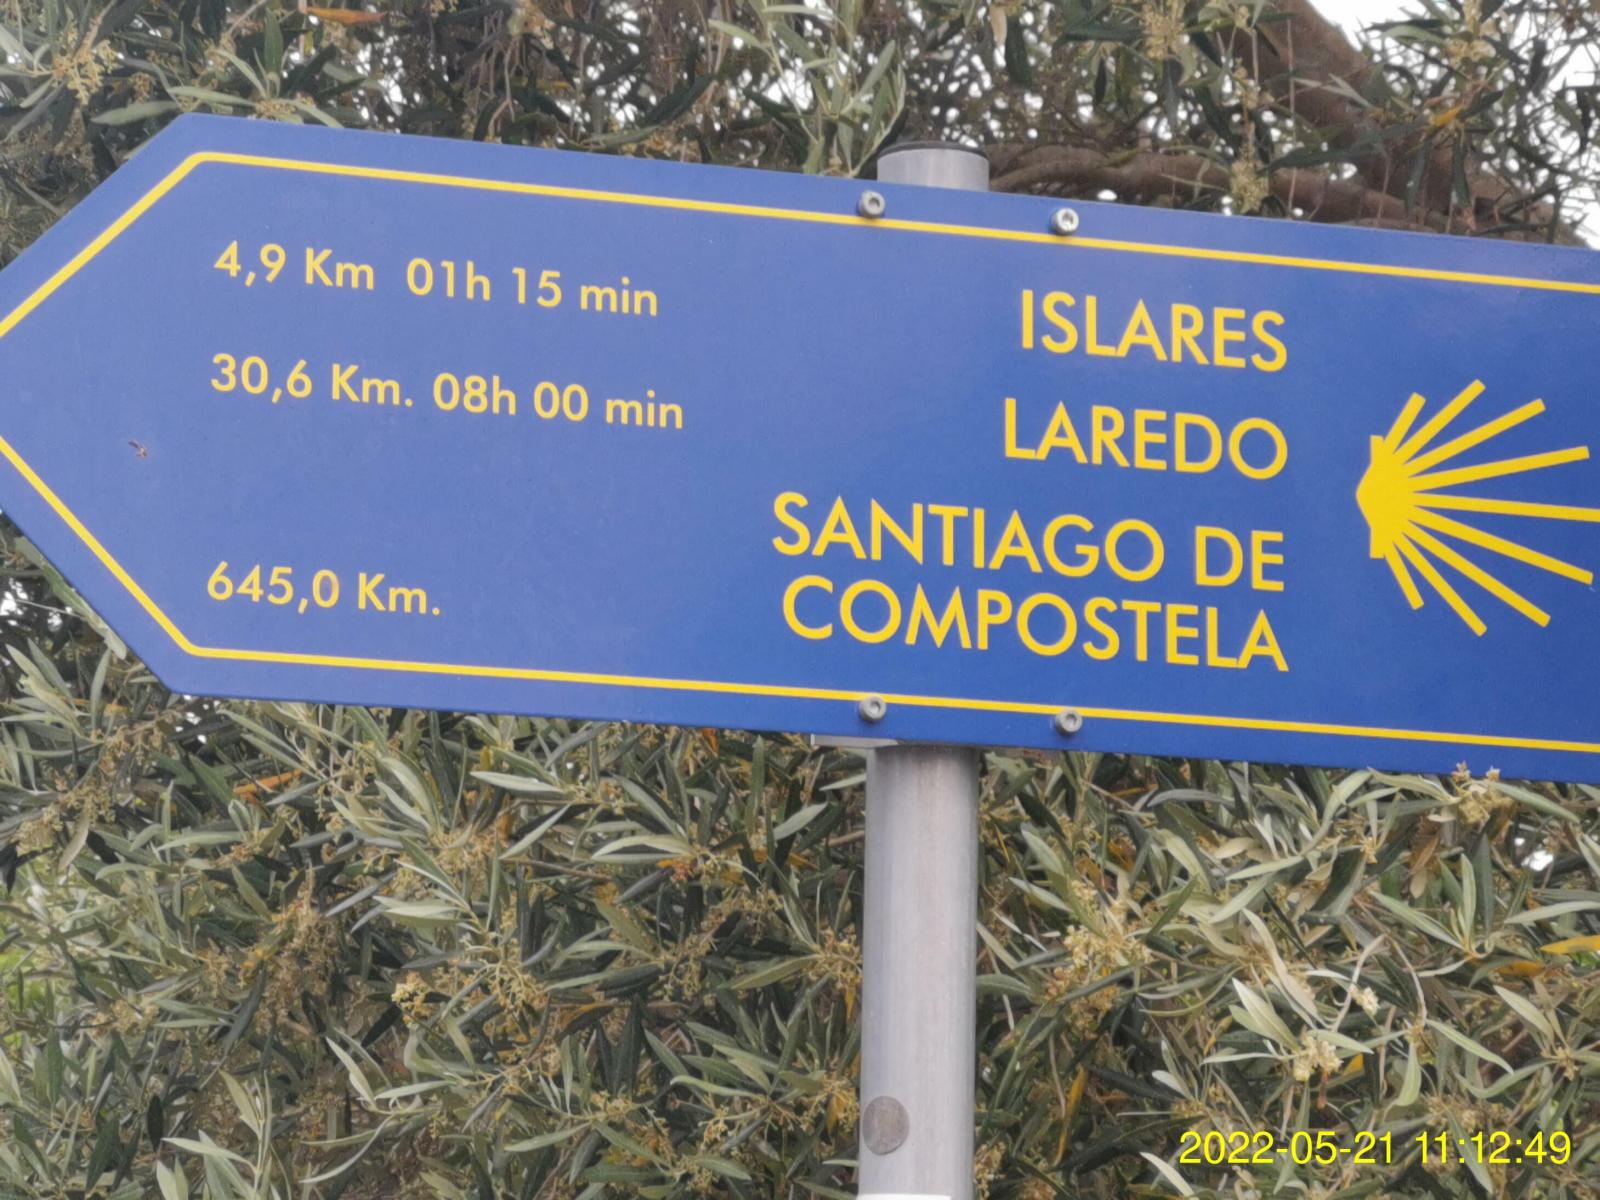 4,9 Km 01h 15 min
ISLARES
30,6 Km. 08h 00 min
LAREDO
645,0 Km.
SANTIAGO DE
COMPOSTELA
2022-05-21 11:12:49